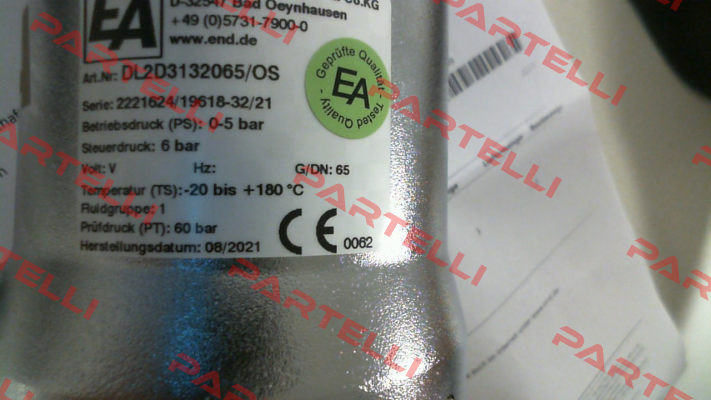 Co.KG
D-32547 Bad Oeynhausen
+49 (0)5731-7900-0
www.end.de
EA
Art.Nr: DL2D3132065/OS
Serie: 2221624/19618-32/21
Betriebsdruck (PS): 0-5 bar
Steuerdruck: 6 bar
Volt: V Hz: G/DN: 65
Temperatur (TS):-20 bis +180 °C
Fluidgruppe: 1
Prüfdruck (PT): 60 bar
Herstellungsdatum: 08/2021
CE 0062
Geprüfte Qualität - Tested Quality -
EA
PARTELLI
PARTELLI
PARTELLI
PARTELLI
PARTELLI
PARTELLI
PARTELLI
PARTELLI